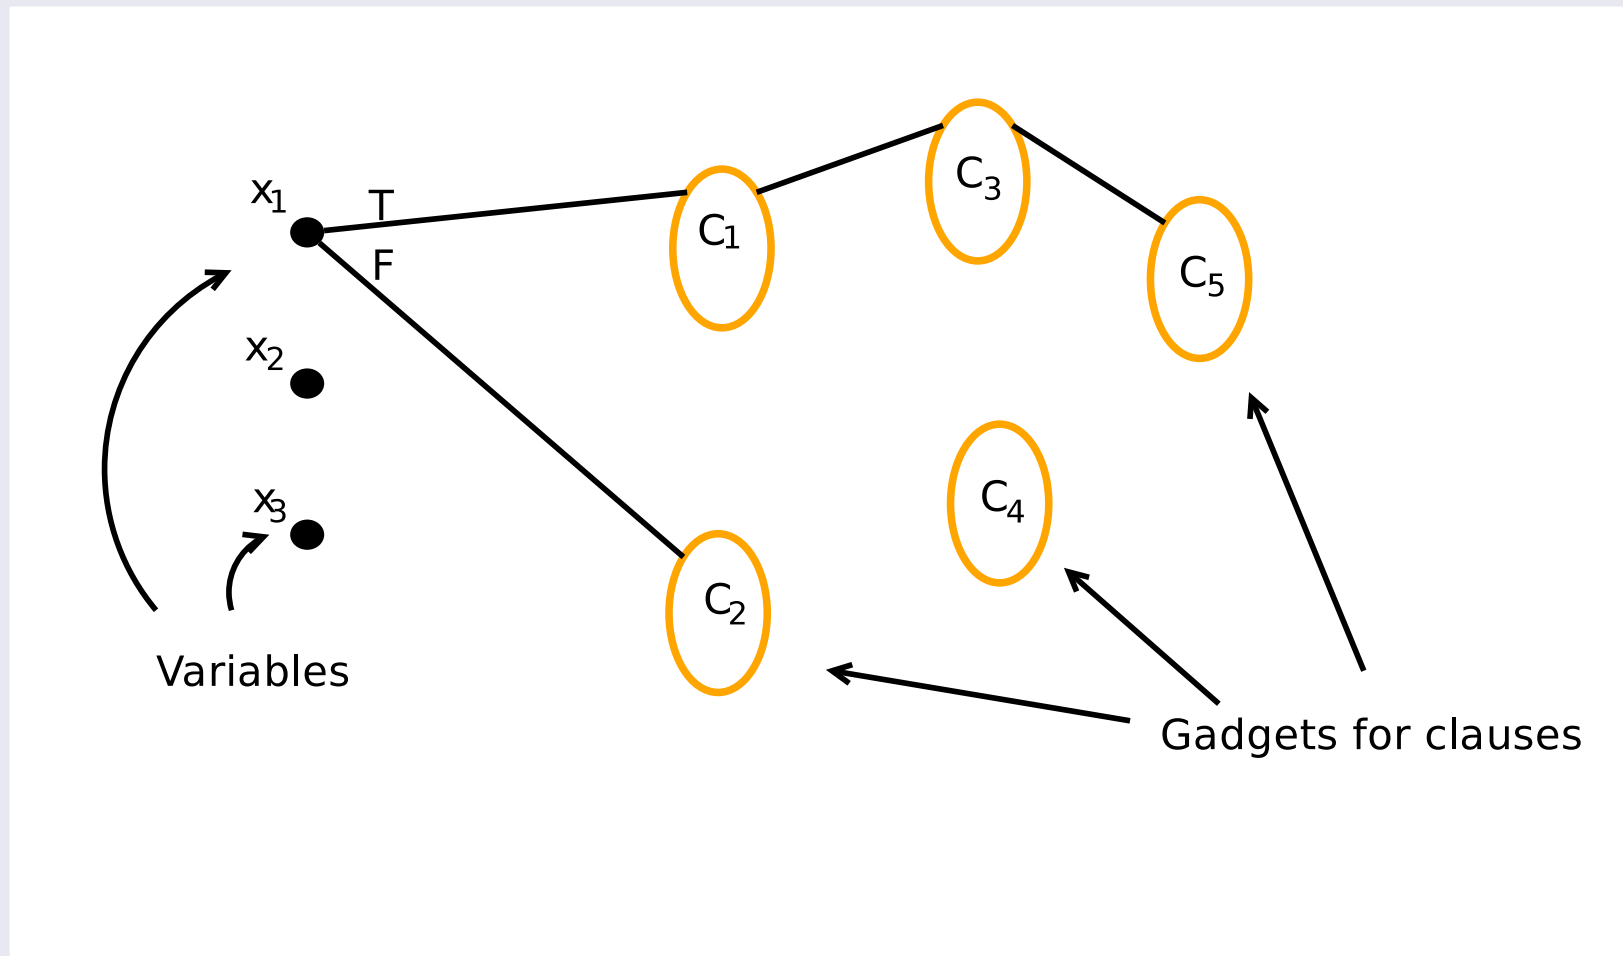 x₁
T
F
C₁
C₃
C₅
x₂
x₃
C₄
C₂
Variables
Gadgets for clauses